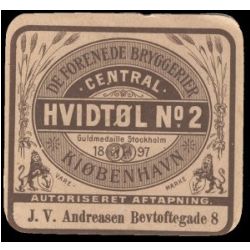 DE FORENEDE BRYGGERIER
CENTRAL
HVIDTØL No 2
Guldmedaille Stockholm
18 97
KJØBENHAVN
VARE- MÆRKE
AUTORISERET AFTAPNING.
J. V. Andreasen Bevtoftegade 8